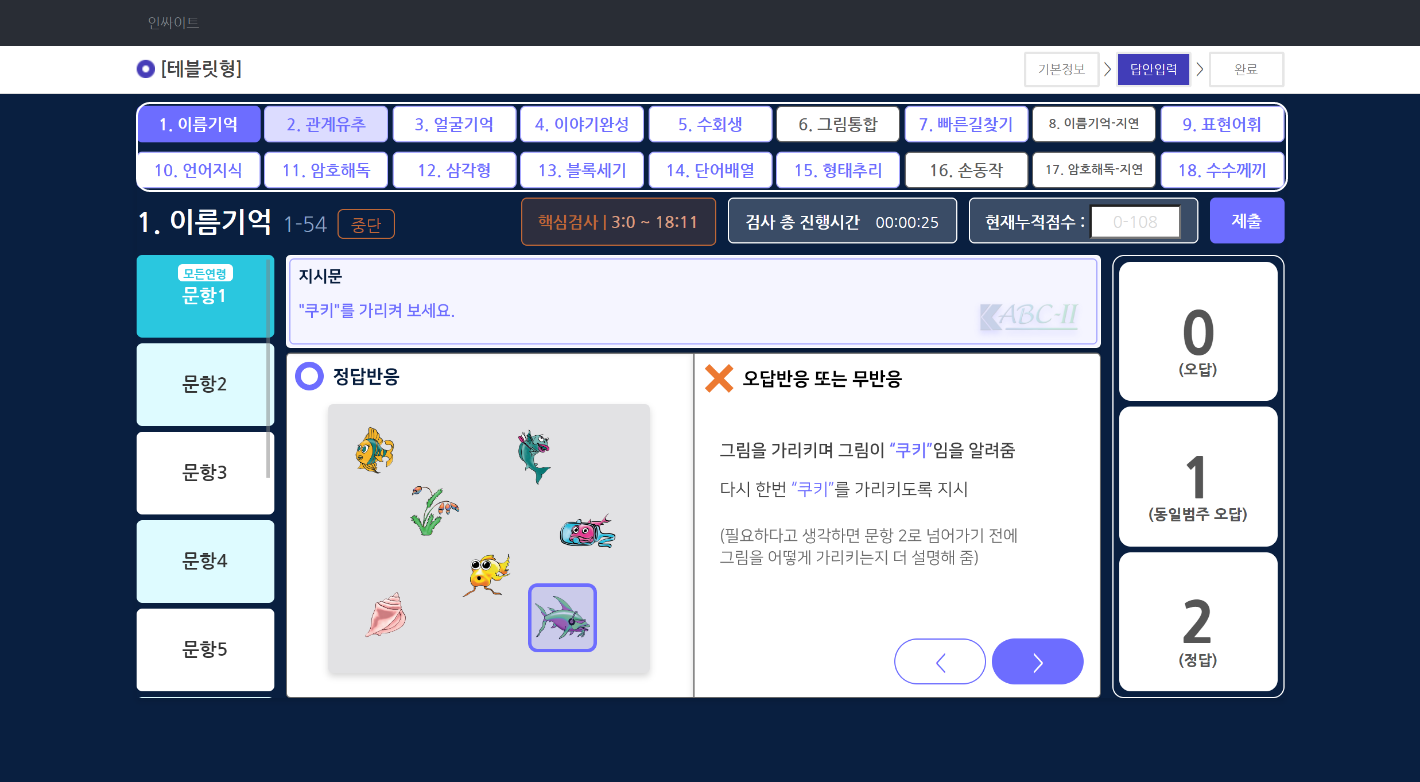 인싸이트
[테블릿형]
기본정보 > 답안입력 > 완료
1. 이름기억
2. 관계유추
3. 얼굴기억
4. 이야기완성
5. 수회생
6. 그림통합
7. 빠른길찾기
8. 이름기억-지연
9. 표현어휘
10. 언어지식
11. 암호해독
12. 삼각형
13. 블록세기
14. 단어배열
15. 형태추리
16. 손동작
17. 암호해독-지연
18. 수수께끼
1. 이름기억 1-54 중단
핵심검사 | 3:0 ~ 18:11
검사 총 진행시간 00:00:25
현재누적점수 : 0-108
제출
모든연령
문항1
문항2
문항3
문항4
문항5
지시문
"쿠키"를 가리켜 보세요.
KABC-II
정답반응
오답반응 또는 무반응
그림을 가리키며 그림이 “쿠키”임을 알려줌
다시 한번 “쿠키”를 가리키도록 지시
(필요하다고 생각하면 문항 2로 넘어가기 전에
그림을 어떻게 가리키는지 더 설명해 줌)
0
(오답)
1
(동일범주 오답)
2
(정답)